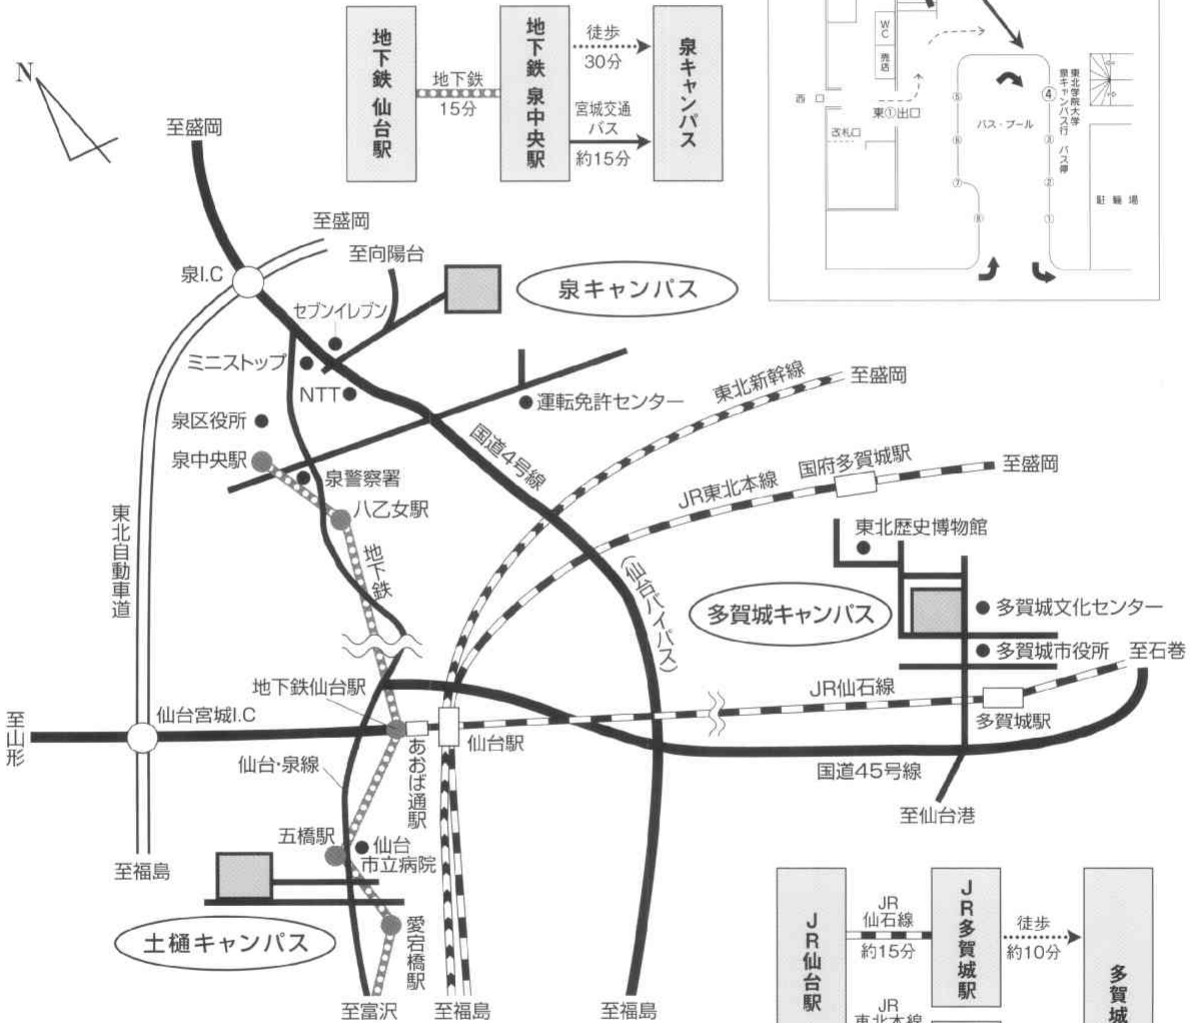 地下鉄 仙台駅
地下鉄
15分
地下鉄 泉中央駅
徒歩
30分
宮城交通
バス
約15分
泉キャンパス
WC
売店
西口
東①出口
改札口
バス・プール
④
③
②
①
⑤
⑥
⑦
⑧
東北学院大学
泉キャンパス行 バス停
駐輪場
N
至盛岡
至盛岡
至向陽台
泉I.C
セブンイレブン
泉キャンパス
ミニストップ
NTT
運転免許センター
東北新幹線
至盛岡
泉区役所
泉中央駅
泉警察署
国道4号線
JR東北本線
国府多賀城駅
至盛岡
八乙女駅
東北自動車道
地下鉄
東北歴史博物館
(仙台バイパス)
多賀城キャンパス
多賀城文化センター
多賀城市役所
至石巻
地下鉄仙台駅
JR仙石線
多賀城駅
至山形
仙台宮城I.C
あおば通駅
仙台駅
仙台・泉線
国道45号線
至仙台港
五橋駅
仙台
市立病院
至福島
土樋キャンパス
愛宕橋駅
至富沢
至福島
至福島
JR仙台駅
JR
仙石線
約15分
JR多賀城駅
徒歩
約10分
多賀城
JR
東北本線